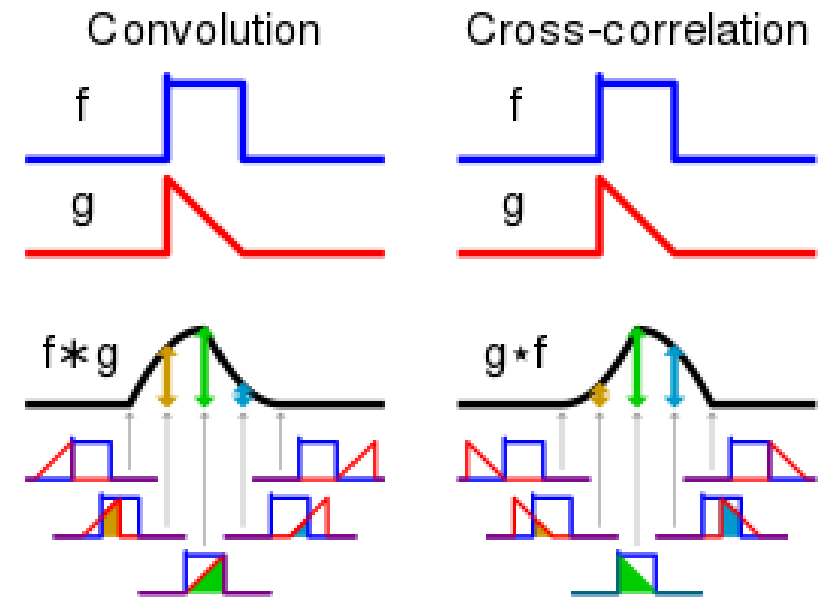 Convolution
f
g
f∗g
Cross-correlation
f
g
g⋆f